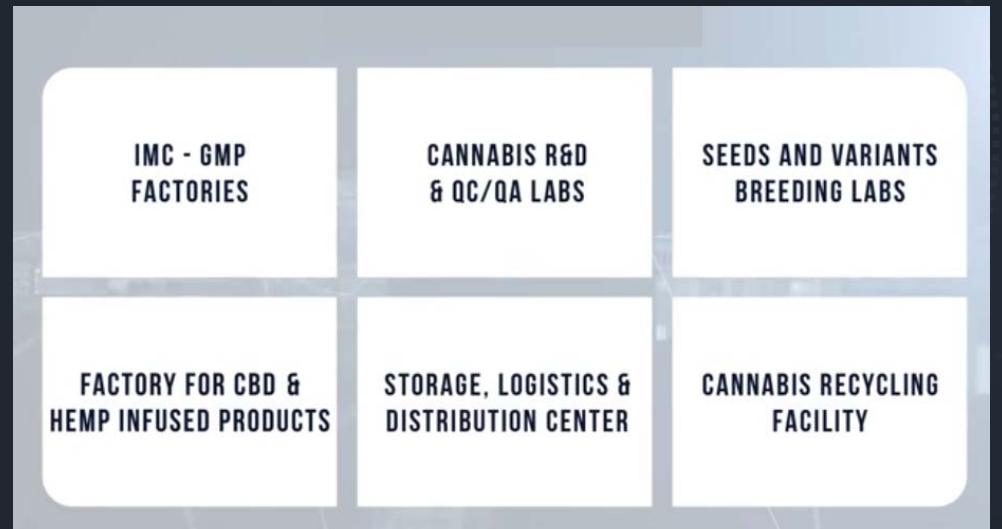 IMC - GMP
FACTORIES
CANNABIS R&D
& QC/QA LABS
SEEDS AND VARIANTS
BREEDING LABS
FACTORY FOR CBD &
HEMP INFUSED PRODUCTS
STORAGE, LOGISTICS &
DISTRIBUTION CENTER
CANNABIS RECYCLING
FACILITY